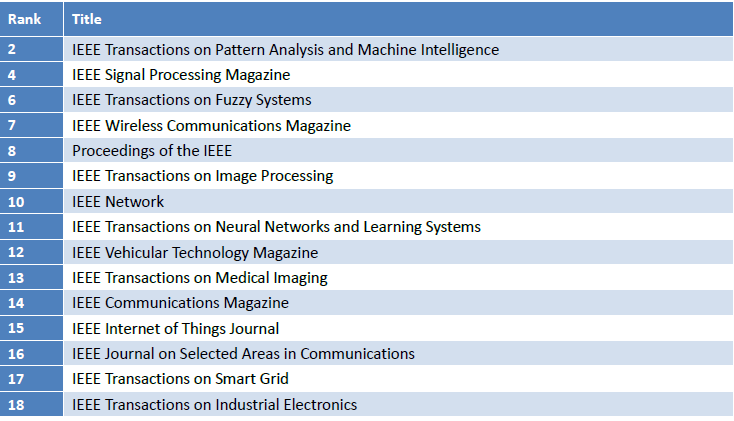 Rank Title
2 IEEE Transactions on Pattern Analysis and Machine Intelligence
4 IEEE Signal Processing Magazine
6 IEEE Transactions on Fuzzy Systems
7 IEEE Wireless Communications Magazine
8 Proceedings of the IEEE
9 IEEE Transactions on Image Processing
10 IEEE Network
11 IEEE Transactions on Neural Networks and Learning Systems
12 IEEE Vehicular Technology Magazine
13 IEEE Transactions on Medical Imaging
14 IEEE Communications Magazine
15 IEEE Internet of Things Journal
16 IEEE Journal on Selected Areas in Communications
17 IEEE Transactions on Smart Grid
18 IEEE Transactions on Industrial Electronics